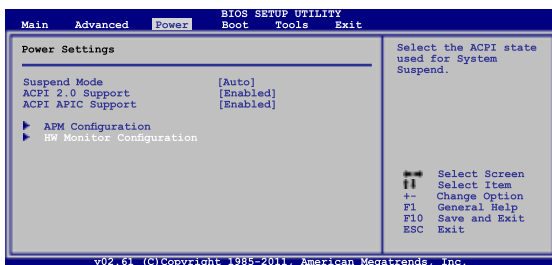 BIOS SETUP UTILITY
Main Advanced Power Boot Tools Exit
Power Settings
Suspend Mode [Auto]
ACPI 2.0 Support [Enabled]
ACPI APIC Support [Enabled]
APM Configuration
HW Monitor Configuration
Select the ACPI state
used for System
Suspend.
Select Screen
Select Item
+- Change Option
F1 General Help
F10 Save and Exit
ESC Exit
v02.61 (C)Copyright 1985-2011, American Megatrends, Inc.